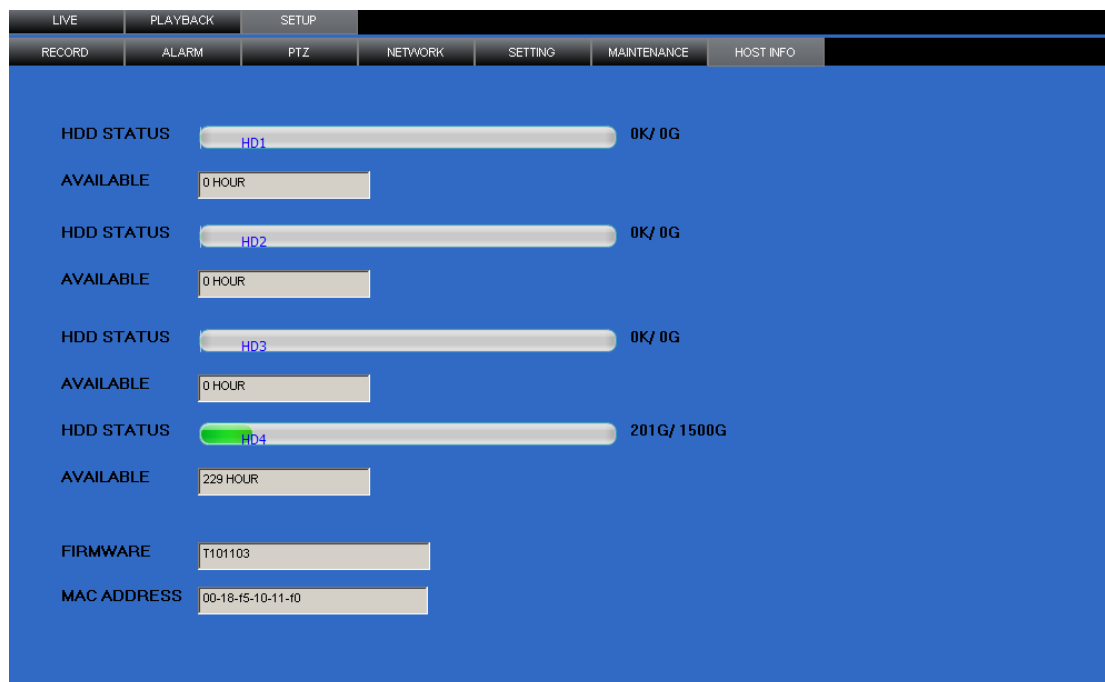 LIVE PLAYBACK SETUP
RECORD ALARM PTZ NETWORK SETTING MAINTENANCE HOST INFO
HDD STATUS HD1 0K/ 0G
AVAILABLE 0 HOUR
HDD STATUS HD2 0K/ 0G
AVAILABLE 0 HOUR
HDD STATUS HD3 0K/ 0G
AVAILABLE 0 HOUR
HDD STATUS HD4 201G/ 1500G
AVAILABLE 229 HOUR
FIRMWARE T101103
MAC ADDRESS 00-18-f5-10-11-f0